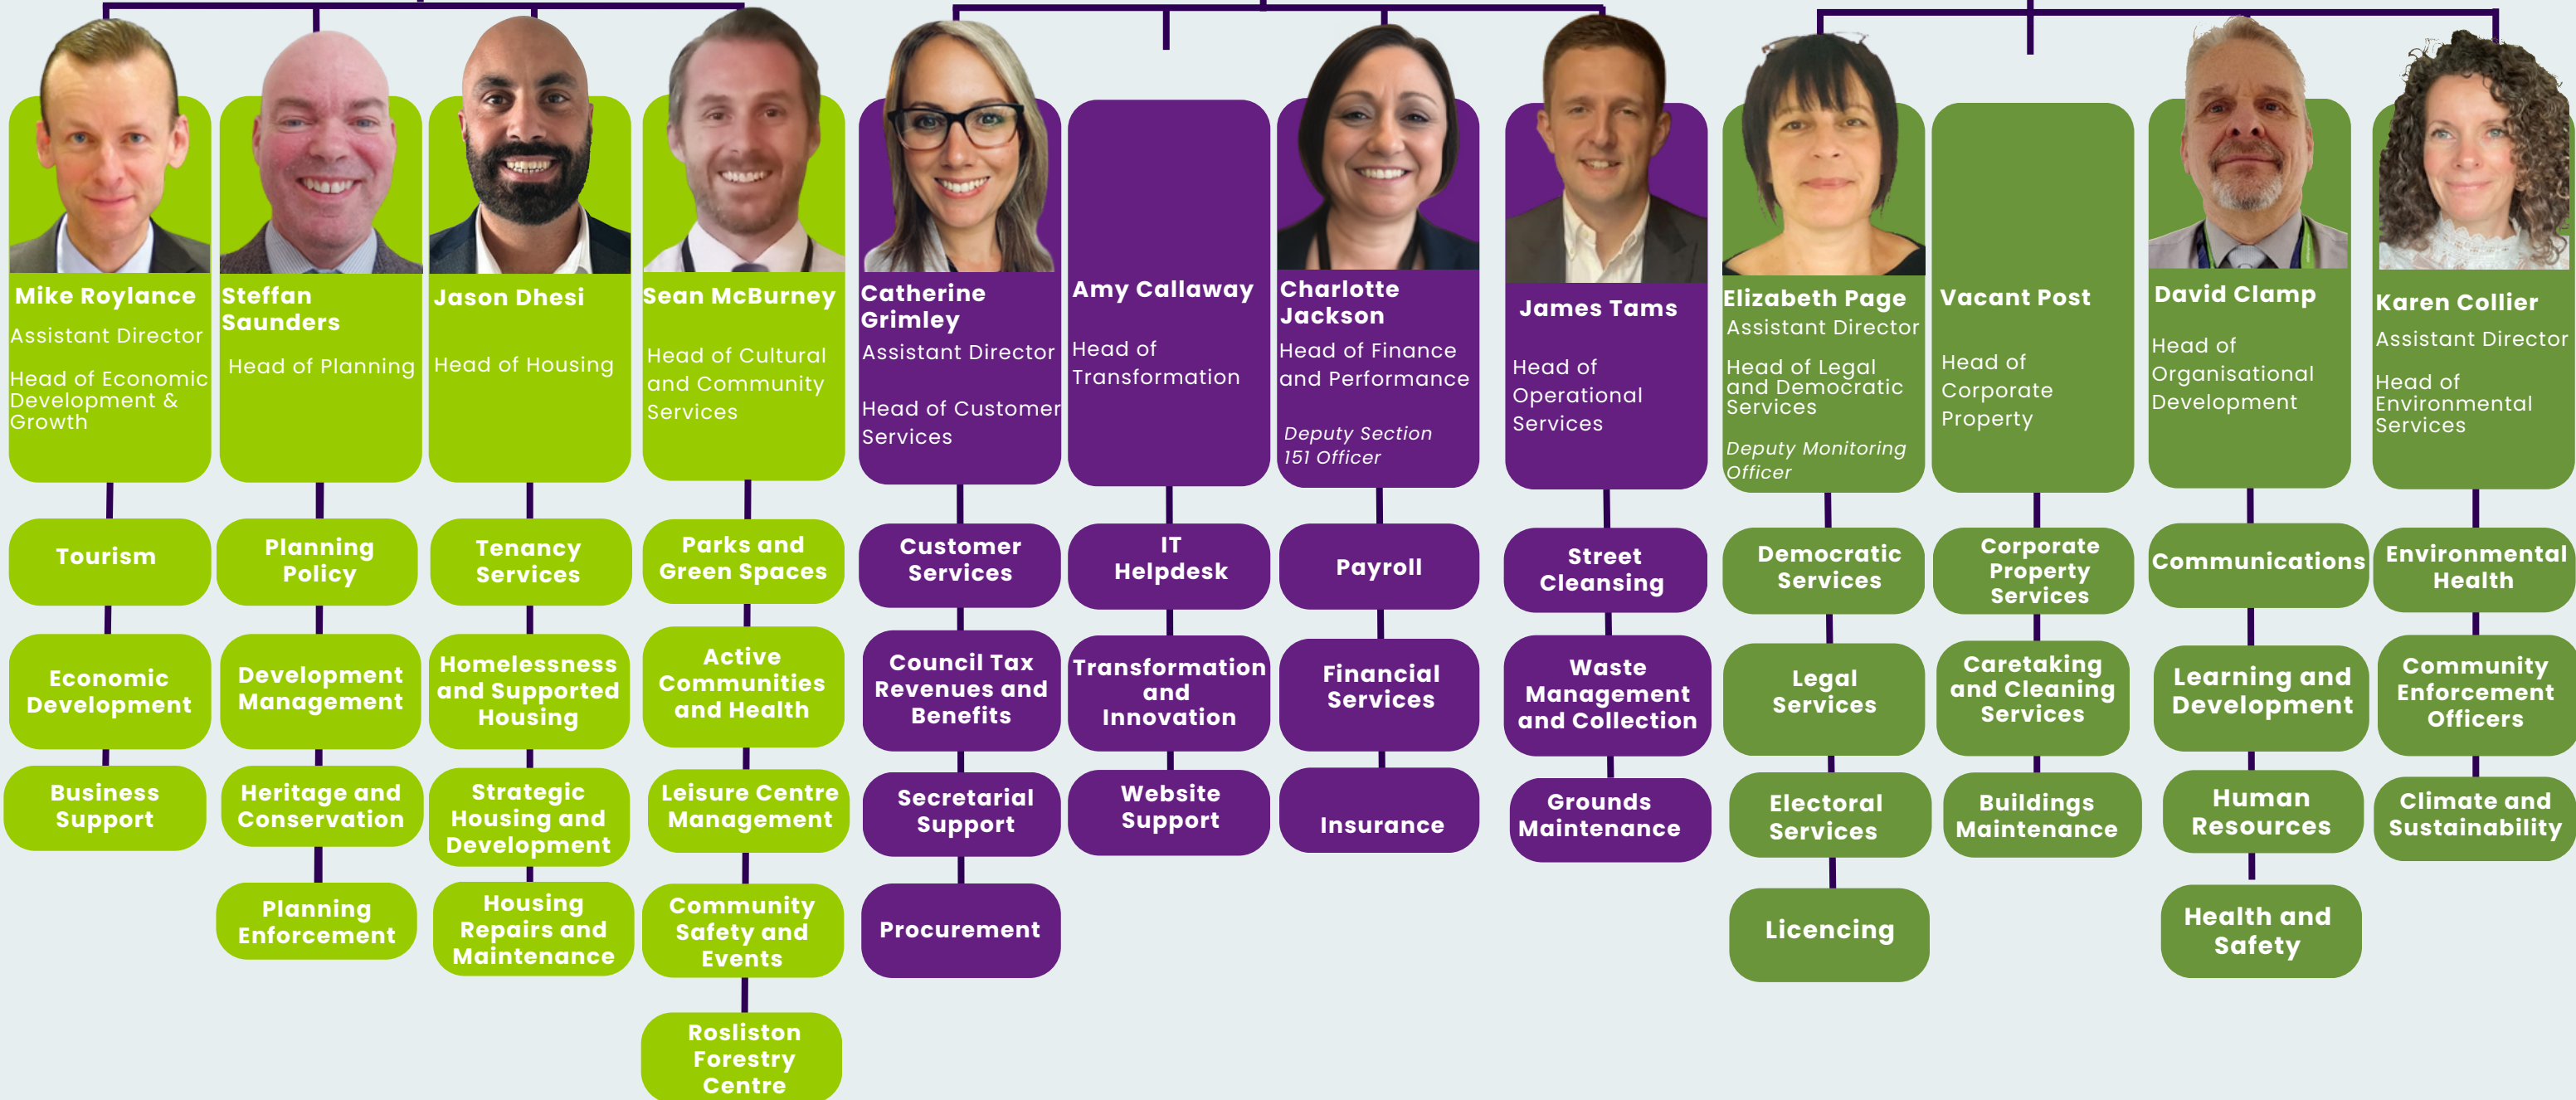 Mike Roylance
Assistant Director
Head of Economic
Development &
Growth
Tourism
Economic
Development
Business
Support
Steffan
Saunders
Head of Planning
Planning
Policy
Development
Management
Heritage and
Conservation
Planning
Enforcement
Jason Dhesi
Head of Housing
Tenancy
Services
Homelessness
and Supported
Housing
Strategic
Housing and
Development
Housing
Repairs and
Maintenance
Sean McBurney
Head of Cultural
and Community
Services
Parks and
Green Spaces
Active
Communities
and Health
Leisure Centre
Management
Community
Safety and
Events
Rosliston
Forestry
Centre
Catherine
Grimley
Assistant Director
Head of Customer
Services
Customer
Services
Council Tax
Revenues and
Benefits
Secretarial
Support
Procurement
Amy Callaway
Head of
Transformation
IT
Helpdesk
Transformation
and
Innovation
Website
Support
Charlotte
Jackson
Head of Finance
and Performance
Deputy Section
151 Officer
Payroll
Financial
Services
Insurance
James Tams
Head of
Operational
Services
Street
Cleansing
Waste
Management
and Collection
Grounds
Maintenance
Elizabeth Page
Assistant Director
Head of Legal
and Democratic
Services
Deputy Monitoring
Officer
Democratic
Services
Legal
Services
Electoral
Services
Licencing
Vacant Post
Head of
Corporate
Property
Corporate
Property
Services
Caretaking
and Cleaning
Services
Buildings
Maintenance
David Clamp
Head of
Organisational
Development
Communications
Learning and
Development
Human
Resources
Health and
Safety
Karen Collier
Assistant Director
Head of
Environmental
Services
Environmental
Health
Community
Enforcement
Officers
Climate and
Sustainability